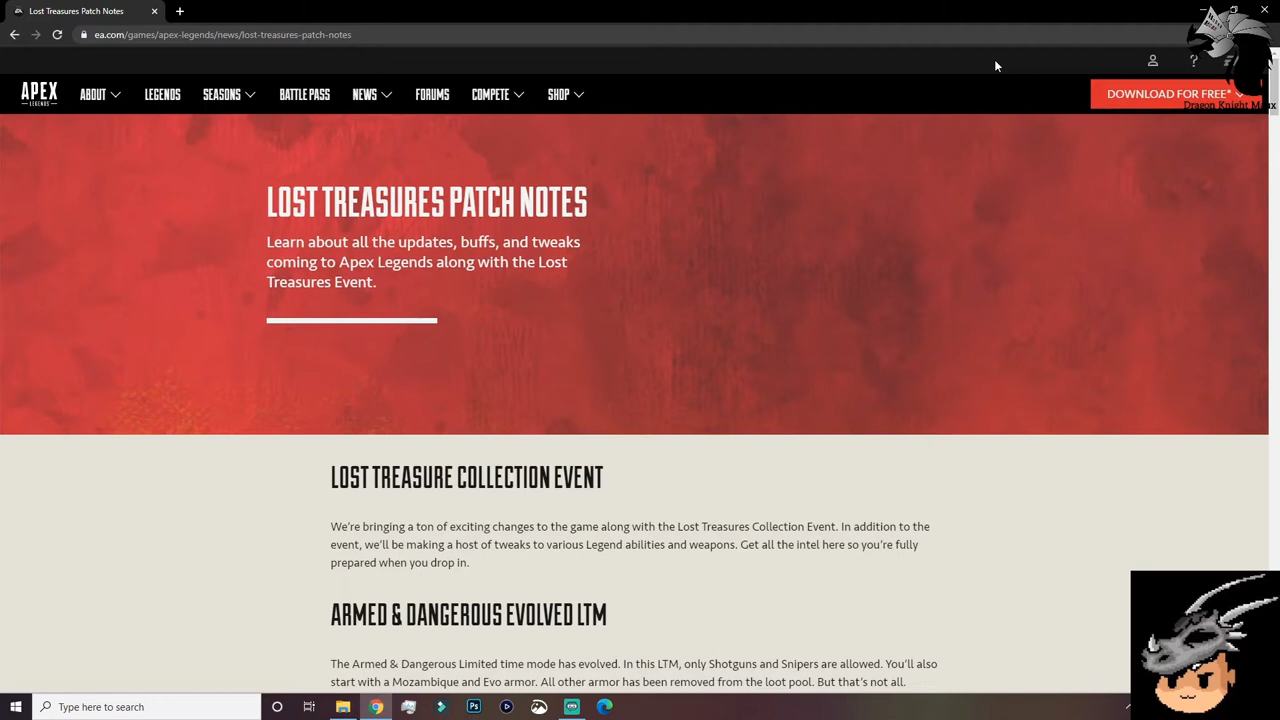 Lost Treasures Patch Notes
ea.com/games/apex-legends/news/lost-treasures-patch-notes
APEX
LEGENDS
ABOUT
LEGENDS
SEASONS
BATTLE PASS
NEWS
FORUMS
COMPETE
SHOP
DOWNLOAD FOR FREE*
LOST TREASURES PATCH NOTES
Learn about all the updates, buffs, and tweaks
coming to Apex Legends along with the Lost
Treasures Event.
LOST TREASURE COLLECTION EVENT
We're bringing a ton of exciting changes to the game along with the Lost Treasures Collection Event. In addition to the
event, we'll be making a host of tweaks to various Legend abilities and weapons. Get all the intel here so you're fully
prepared when you drop in.
ARMED & DANGEROUS EVOLVED LTM
The Armed & Dangerous Limited time mode has evolved. In this LTM, only Shotguns and Snipers are allowed. You'll also
start with a Mozambique and Evo armor. All other armor has been removed from the loot pool. But that's not all.
Type here to search
Ps
Dragon Knight